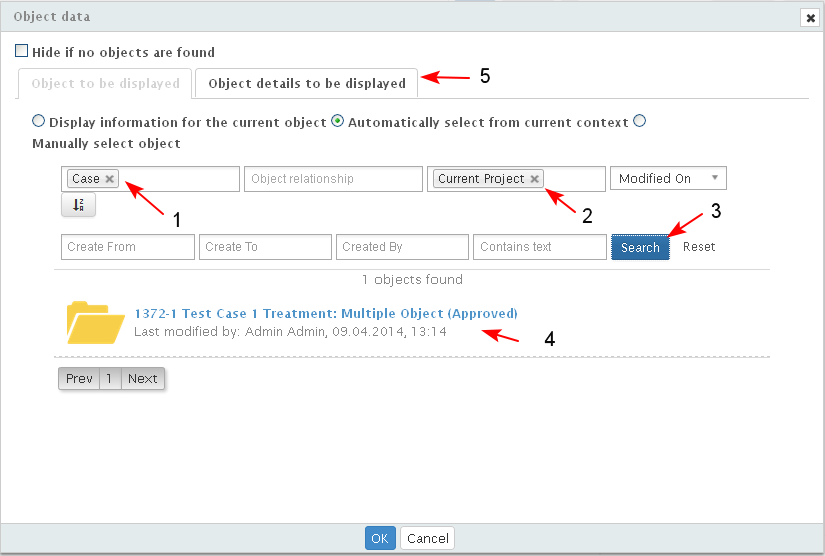 Object data
Hide if no objects are found
Object to be displayed Object details to be displayed 5
Display information for the current object Automatically select from current context
Manually select object
Case Object relationship Current Project Modified On
1 2 3
Create From Create To Created By Contains text Search Reset
1 objects found
1372-1 Test Case 1 Treatment: Multiple Object (Approved)
Last modified by: Admin Admin, 09.04.2014, 13:14 4
Prev 1 Next
OK Cancel